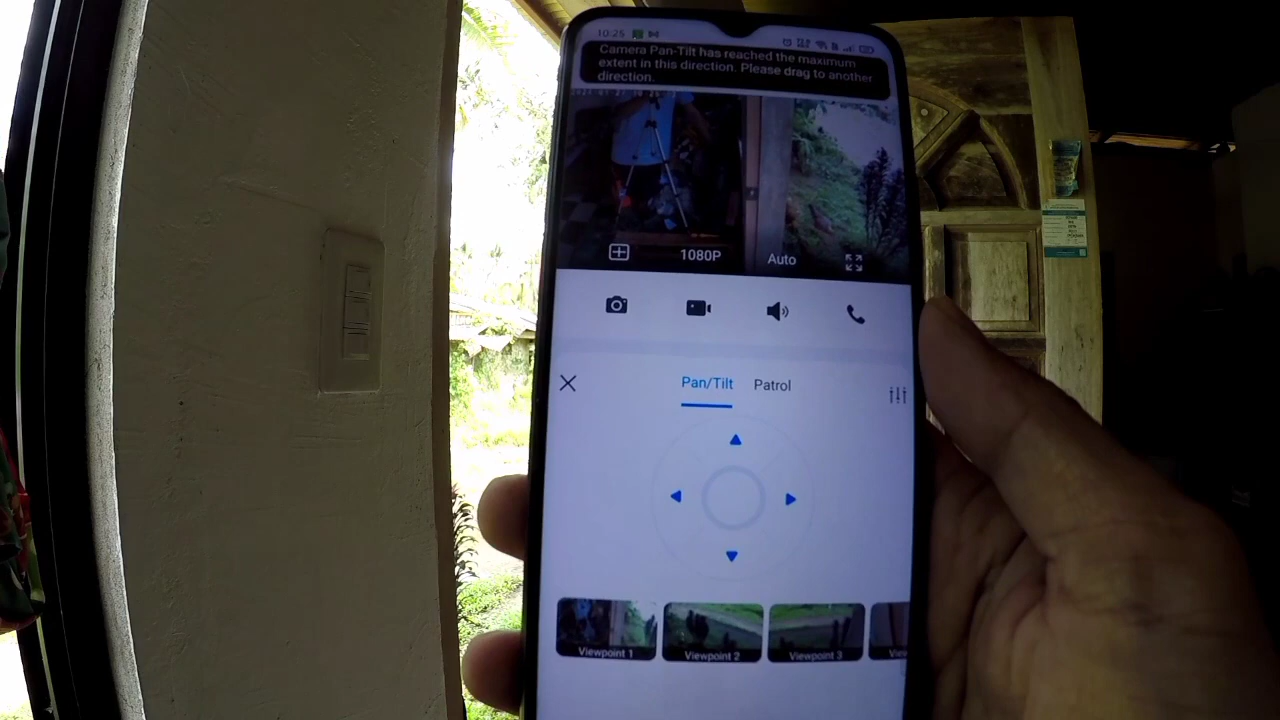 10:25
Camera Pan-Tilt has reached the maximum
extent in this direction. Please drag to another
direction.
1080P
Auto
Pan/Tilt
Patrol
Viewpoint 1
Viewpoint 2
Viewpoint 3